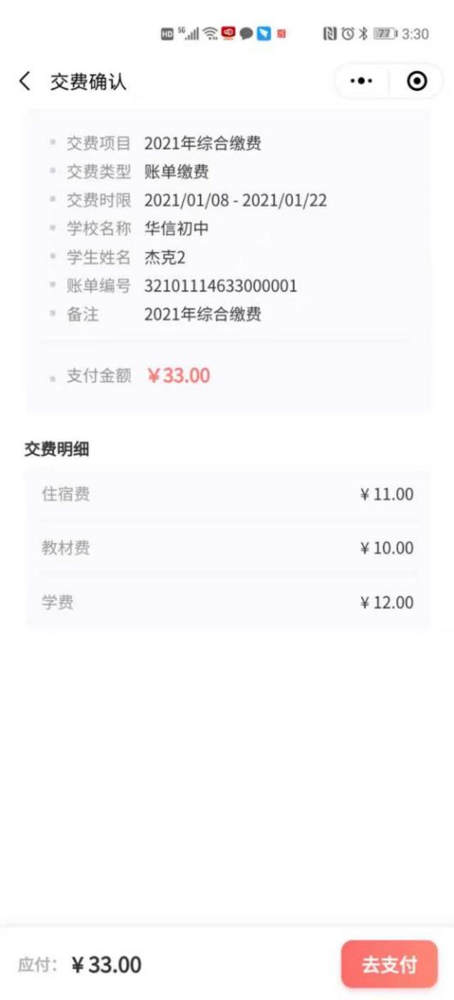 HD 5G 77 3:30
交费确认
交费项目 2021年综合缴费
交费类型 账单缴费
交费时限 2021/01/08 - 2021/01/22
学校名称 华信初中
学生姓名 杰克2
账单编号 32101114633000001
备注 2021年综合缴费
支付金额 ¥33.00
交费明细
住宿费 ¥11.00
教材费 ¥10.00
学费 ¥12.00
应付: ¥33.00 去支付